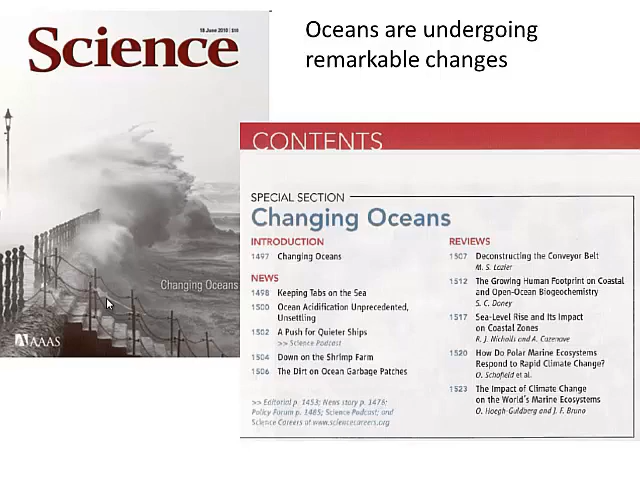 Oceans are undergoing
remarkable changes
18 June 2010 | $10
Science
Changing Oceans
AAAS
CONTENTS
SPECIAL SECTION
Changing Oceans
INTRODUCTION
1497 Changing Oceans
NEWS
1498 Keeping Tabs on the Sea
1500 Ocean Acidification Unprecedented,
Unsettling
1502 A Push for Quieter Ships
>> Science Podcast
1504 Down on the Shrimp Farm
1506 The Dirt on Ocean Garbage Patches
>> Editorial p. 1453; News story p. 1476;
Policy Forum p. 1485; Science Podcast; and
Science Careers at www.sciencecareers.org
REVIEWS
1507 Deconstructing the Conveyor Belt
M. S. Lozier
1512 The Growing Human Footprint on Coastal
and Open-Ocean Biogeochemistry
S. C. Doney
1517 Sea-Level Rise and Its Impact
on Coastal Zones
R. J. Nicholls and A. Cazenave
1520 How Do Polar Marine Ecosystems
Respond to Rapid Climate Change?
O. Schofield et al.
1523 The Impact of Climate Change
on the World's Marine Ecosystems
O. Hoegh-Guldberg and J. F. Bruno